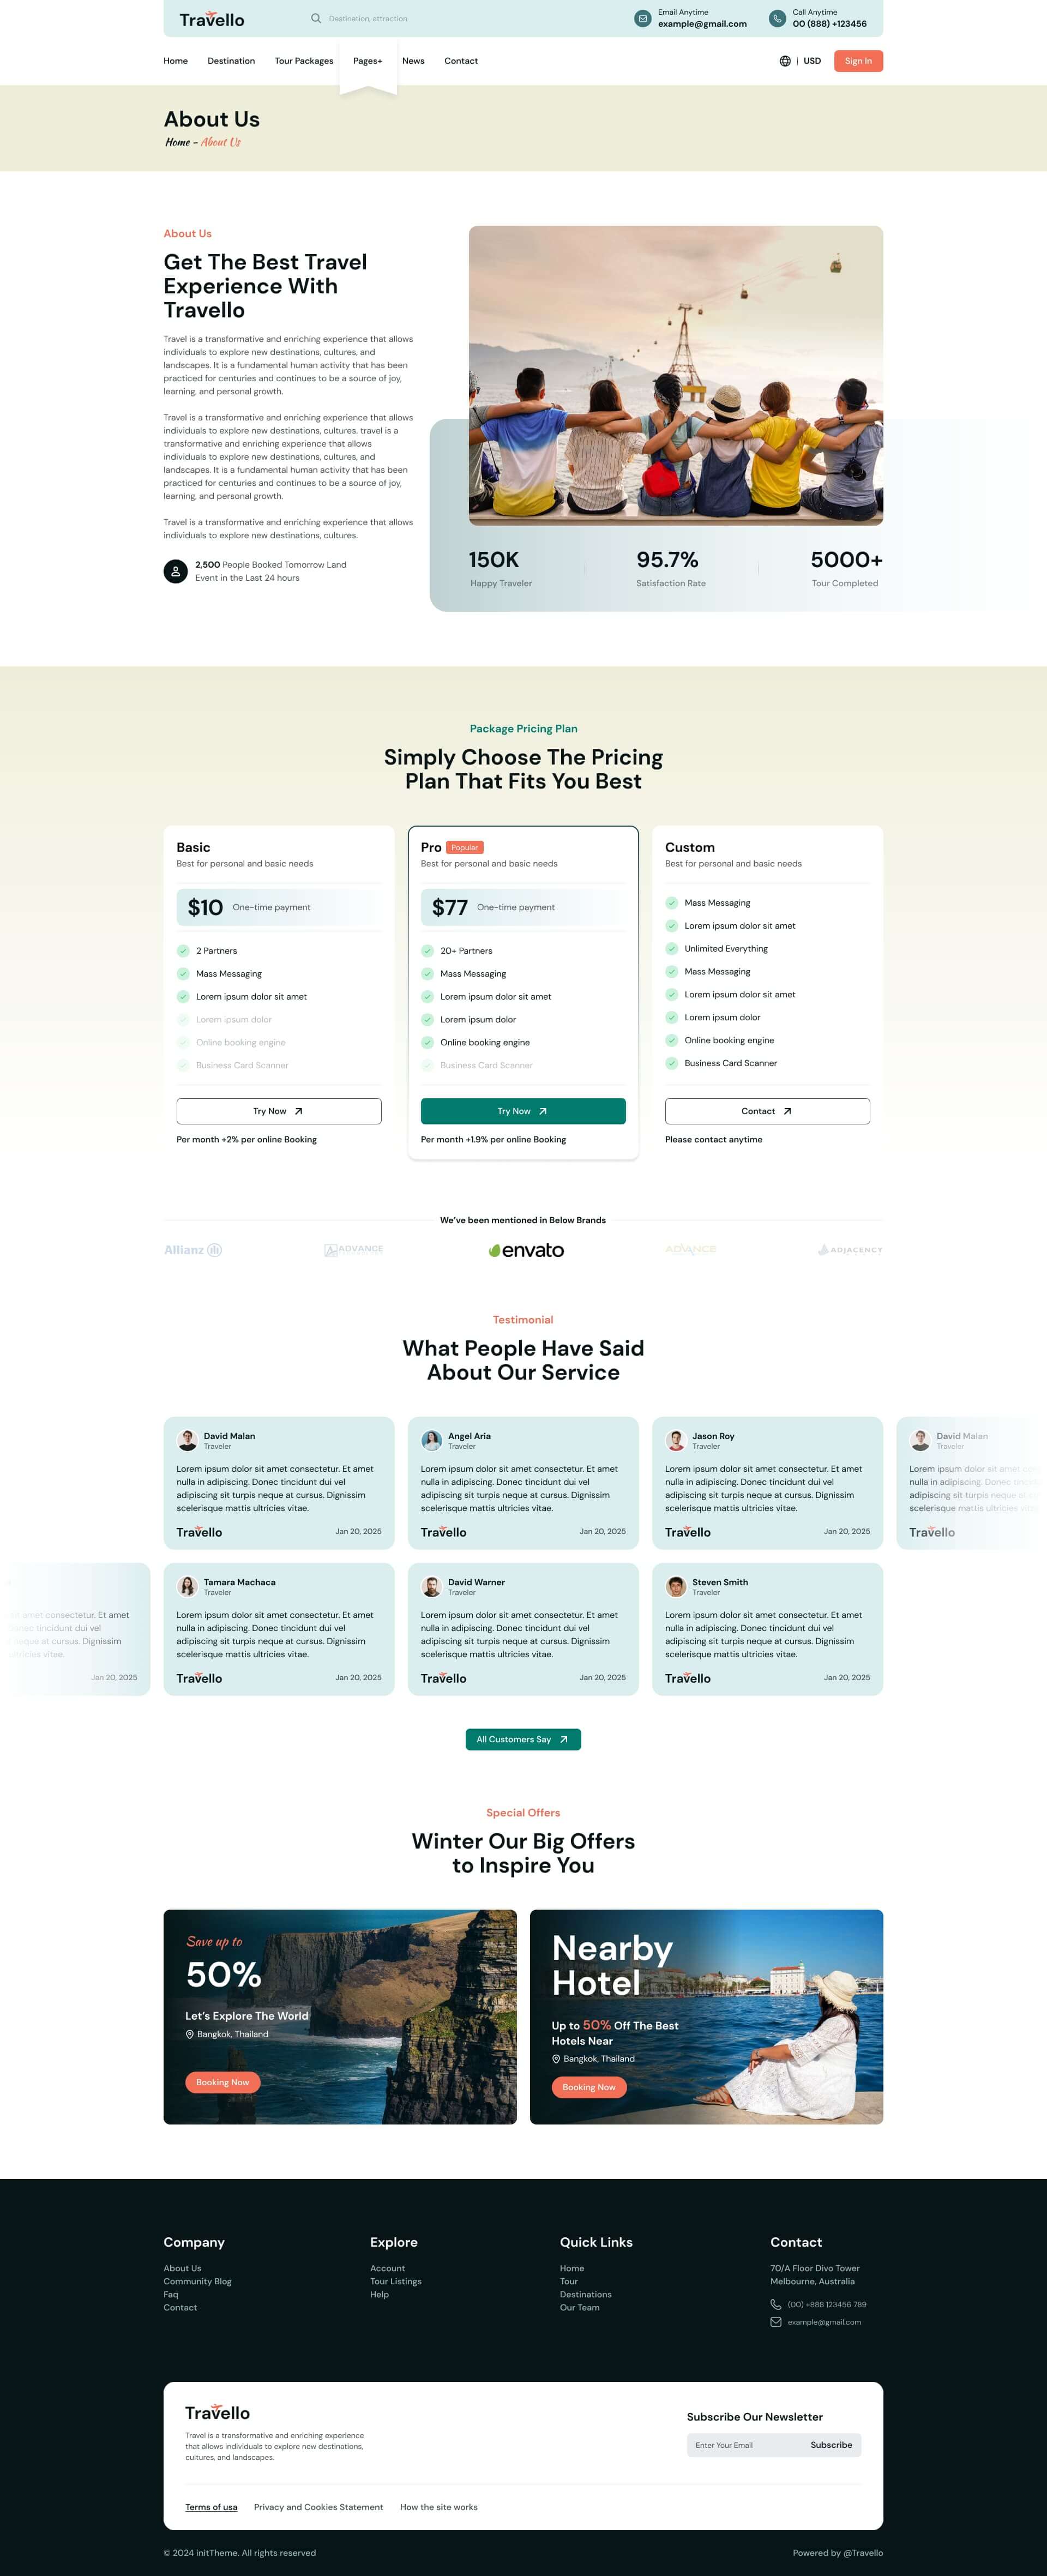 Travello
Destination, attraction
Email Anytime
example@gmail.com
Call Anytime
00 (888) +123456
Home
Destination
Tour Packages
Pages+
News
Contact
| USD
Sign In
About Us
Home - About Us
About Us
Get The Best Travel
Experience With
Travello
Travel is a transformative and enriching experience that allows
individuals to explore new destinations, cultures, and
landscapes. It is a fundamental human activity that has been
practiced for centuries and continues to be a source of joy,
learning, and personal growth.
Travel is a transformative and enriching experience that allows
individuals to explore new destinations, cultures. travel is a
transformative and enriching experience that allows
individuals to explore new destinations, cultures, and
landscapes. It is a fundamental human activity that has been
practiced for centuries and continues to be a source of joy,
learning, and personal growth.
Travel is a transformative and enriching experience that allows
individuals to explore new destinations, cultures.
2,500 People Booked Tomorrow Land
Event in the Last 24 hours
150K
Happy Traveler
95.7%
Satisfaction Rate
5000+
Tour Completed
Package Pricing Plan
Simply Choose The Pricing
Plan That Fits You Best
Basic
Best for personal and basic needs
$10 One-time payment
2 Partners
Mass Messaging
Lorem ipsum dolor sit amet
Lorem ipsum dolor
Online booking engine
Business Card Scanner
Try Now
Per month +2% per online Booking
Pro Popular
Best for personal and basic needs
$77 One-time payment
20+ Partners
Mass Messaging
Lorem ipsum dolor sit amet
Lorem ipsum dolor
Online booking engine
Business Card Scanner
Try Now
Per month +1.9% per online Booking
Custom
Best for personal and basic needs
Mass Messaging
Lorem ipsum dolor sit amet
Unlimited Everything
Mass Messaging
Lorem ipsum dolor sit amet
Lorem ipsum dolor
Online booking engine
Business Card Scanner
Contact
Please contact anytime
We've been mentioned in Below Brands
Allianz
ADVANCE
envato
ADVANCE
ADJACENCY
Testimonial
What People Have Said
About Our Service
David Malan
Traveler
Lorem ipsum dolor sit amet consectetur. Et amet
nulla in adipiscing. Donec tincidunt dui vel
adipiscing sit turpis neque at cursus. Dignissim
scelerisque mattis ultricies vitae.
Travello
Jan 20, 2025
Angel Aria
Traveler
Lorem ipsum dolor sit amet consectetur. Et amet
nulla in adipiscing. Donec tincidunt dui vel
adipiscing sit turpis neque at cursus. Dignissim
scelerisque mattis ultricies vitae.
Travello
Jan 20, 2025
Jason Roy
Traveler
Lorem ipsum dolor sit amet consectetur. Et amet
nulla in adipiscing. Donec tincidunt dui vel
adipiscing sit turpis neque at cursus. Dignissim
scelerisque mattis ultricies vitae.
Travello
Jan 20, 2025
David Malan
Traveler
Lorem ipsum dolor sit amet
nulla in adipiscing. Donec
adipiscing sit turpis neque
scelerisque mattis ultricies
Travello
amet consectetur. Et amet
tincidunt dui vel
at cursus. Dignissim
vitae.
Jan 20, 2025
Tamara Machaca
Traveler
Lorem ipsum dolor sit amet consectetur. Et amet
nulla in adipiscing. Donec tincidunt dui vel
adipiscing sit turpis neque at cursus. Dignissim
scelerisque mattis ultricies vitae.
Travello
Jan 20, 2025
David Warner
Traveler
Lorem ipsum dolor sit amet consectetur. Et amet
nulla in adipiscing. Donec tincidunt dui vel
adipiscing sit turpis neque at cursus. Dignissim
scelerisque mattis ultricies vitae.
Travello
Jan 20, 2025
Steven Smith
Traveler
Lorem ipsum dolor sit amet consectetur. Et amet
nulla in adipiscing. Donec tincidunt dui vel
adipiscing sit turpis neque at cursus. Dignissim
scelerisque mattis ultricies vitae.
Travello
Jan 20, 2025
All Customers Say
Special Offers
Winter Our Big Offers
to Inspire You
Save up to
50%
Let's Explore The World
Bangkok, Thailand
Booking Now
Nearby
Hotel
Up to 50% Off The Best
Hotels Near
Bangkok, Thailand
Booking Now
Company
About Us
Community Blog
Faq
Contact
Explore
Account
Tour Listings
Help
Quick Links
Home
Tour
Destinations
Our Team
Contact
70/A Floor Divo Tower
Melbourne, Australia
(00) +888 123456 789
example@gmail.com
Travello
Travel is a transformative and enriching experience
that allows individuals to explore new destinations,
cultures, and landscapes.
Subscribe Our Newsletter
Enter Your Email
Subscribe
Terms of usa
Privacy and Cookies Statement
How the site works
© 2024 initTheme. All rights reserved
Powered by @Travello